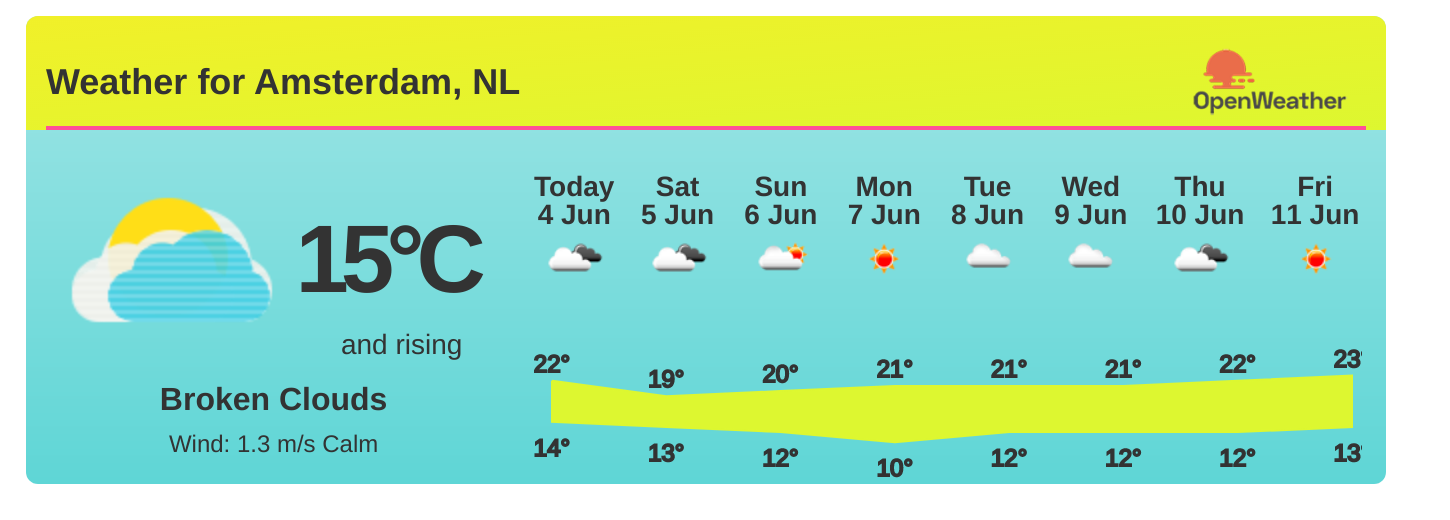 Weather for Amsterdam, NL
OpenWeather
15°C
and rising
Broken Clouds
Wind: 1.3 m/s Calm
Today Sat Sun Mon Tue Wed Thu Fri
4 Jun 5 Jun 6 Jun 7 Jun 8 Jun 9 Jun 10 Jun 11 Jun
22° 19° 20° 21° 21° 21° 22° 23°
14° 13° 12° 10° 12° 12° 12° 13°